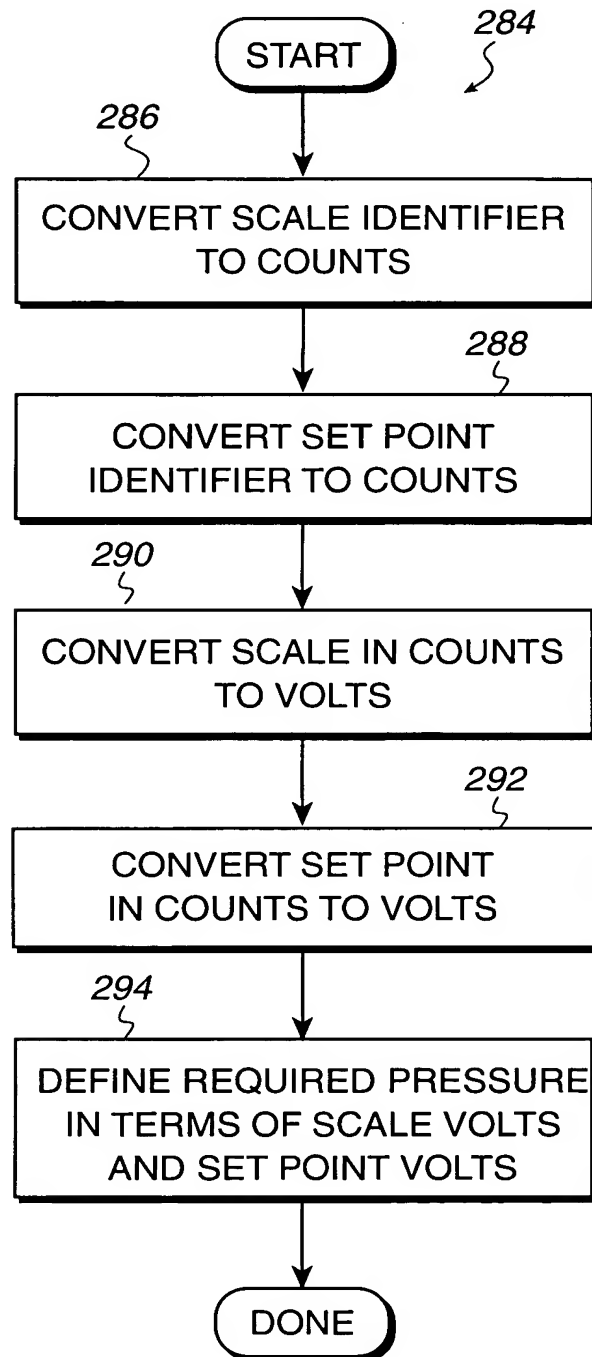 START
284
286
CONVERT SCALE IDENTIFIER
TO COUNTS
288
CONVERT SET POINT
IDENTIFIER TO COUNTS
290
CONVERT SCALE IN COUNTS
TO VOLTS
292
CONVERT SET POINT
IN COUNTS TO VOLTS
294
DEFINE REQUIRED PRESSURE
IN TERMS OF SCALE VOLTS
AND SET POINT VOLTS
DONE